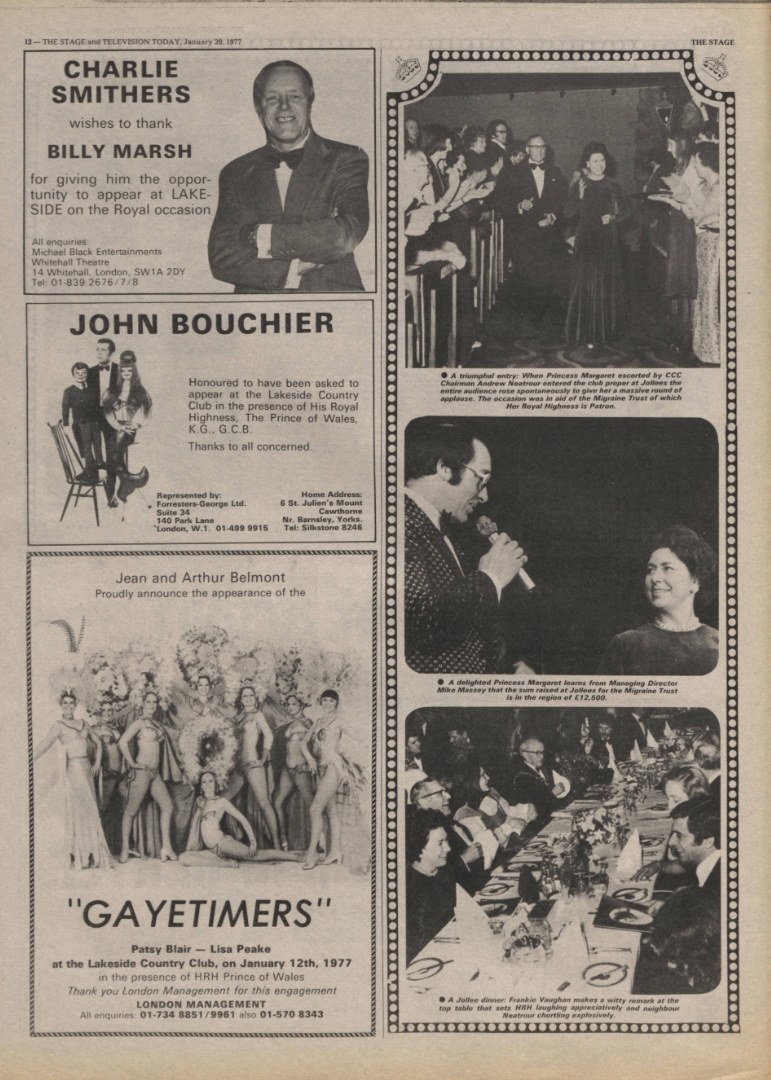 12 — THE STAGE and TELEVISION TODAY, January 20, 1977
THE STAGE
CHARLIE
SMITHERS
wishes to thank
BILLY MARSH
for giving him the oppor-
tunity to appear at LAKE-
SIDE on the Royal occasion
All enquiries:
Michael Black Entertainments
Whitehall Theatre
14 Whitehall, London, SW1A 2DY
Tel: 01-839 2676/7/8
JOHN BOUCHIER
Honoured to have been asked to
appear at the Lakeside Country
Club in the presence of His Royal
Highness, The Prince of Wales,
K.G., G.C.B.
Thanks to all concerned.
Represented by:
Forresters-George Ltd.
Suite 34
140 Park Lane
London, W.1. 01-499 9915
Home Address:
6 St. Julien's Mount
Cawthorne
Nr. Barnsley, Yorks.
Tel: Silkstone 8246
Jean and Arthur Belmont
Proudly announce the appearance of the
"GAYETIMERS"
Patsy Blair — Lisa Peake
at the Lakeside Country Club, on January 12th, 1977
in the presence of HRH Prince of Wales
Thank you London Management for this engagement
LONDON MANAGEMENT
All enquiries: 01-734 8851/9961 also 01-570 8343
● A triumphal entry: When Princess Margaret escorted by CCC
Chairman Andrew Neatrour entered the club proper at Jollees the
entire audience rose spontaneously to give her a massive round of
applause. The occasion was in aid of the Migraine Trust of which
Her Royal Highness is Patron.
● A delighted Princess Margaret learns from Managing Director
Mike Massey that the sum raised at Jollees for the Migraine Trust
is in the region of £12,500.
● A Jollee dinner: Frankie Vaughan makes a witty remark at the
top table that sets HRH laughing appreciatively and neighbour
Neatrour chortling explosively.